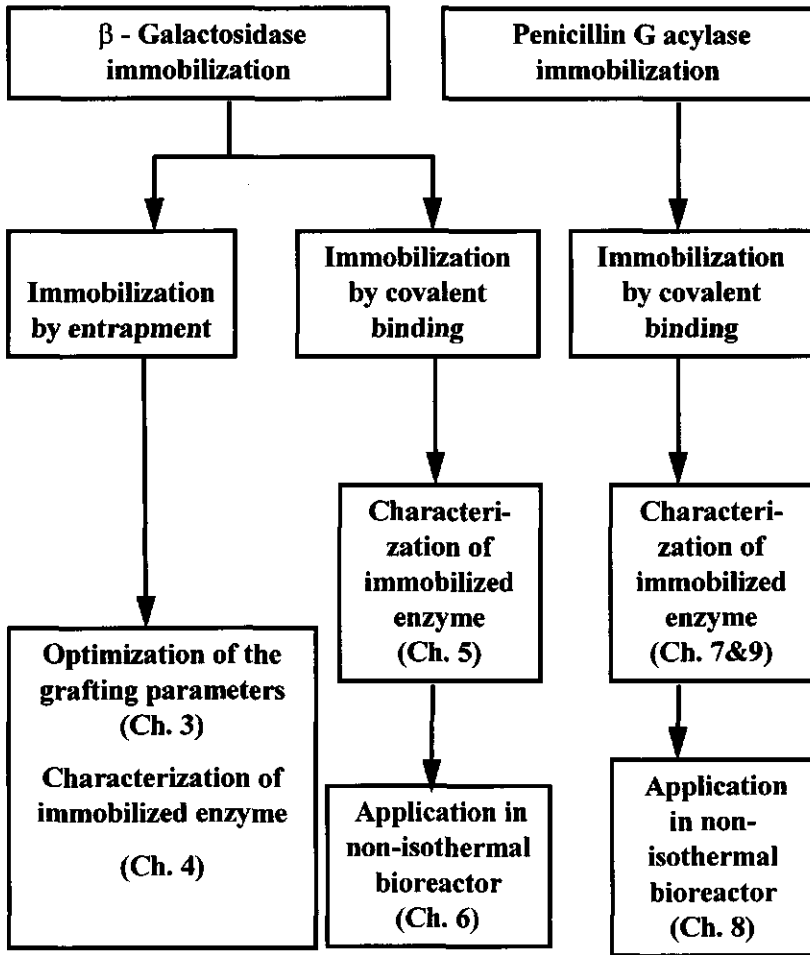 β - Galactosidase
immobilization
Penicillin G acylase
immobilization
Immobilization
by entrapment
Immobilization
by covalent
binding
Immobilization
by covalent
binding
Characteri-
zation of
immobilized
enzyme
(Ch. 5)
Characteri-
zation of
immobilized
enzyme
(Ch. 7&9)
Optimization of the
grafting parameters
(Ch. 3)
Characterization of
immobilized enzyme
(Ch. 4)
Application in
non-isothermal
bioreactor
(Ch. 6)
Application
in non-
isothermal
bioreactor
(Ch. 8)